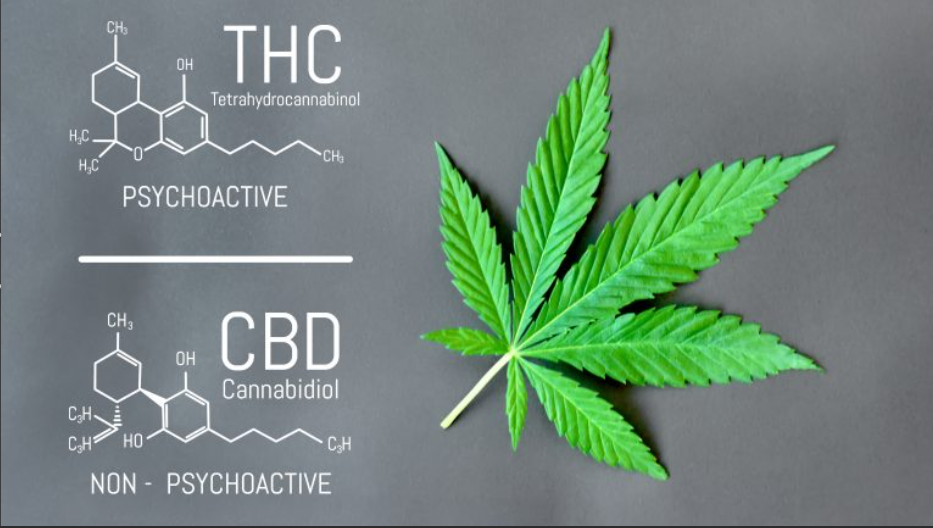 CH₃
OH
THC
Tetrahydrocannabinol
H₃C
H₃C
O
CH₃
PSYCHOACTIVE
CH₃
OH
CBD
Cannabidiol
C₃H
C₃H
HO
C₃H
NON - PSYCHOACTIVE